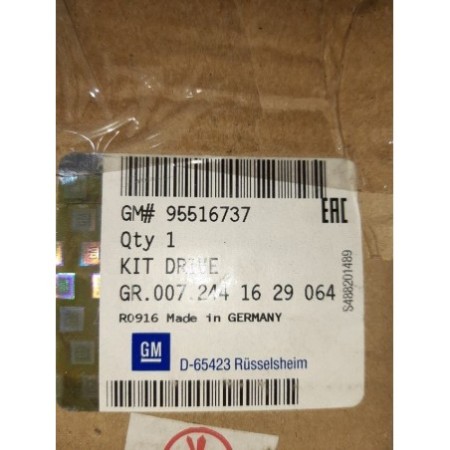 GM# 95516737
EAC
Qty 1
KIT DRIVE
GR.007.244 16 29 064
R0916 Made in GERMANY
GM
D-65423 Rüsselsheim
S488201489